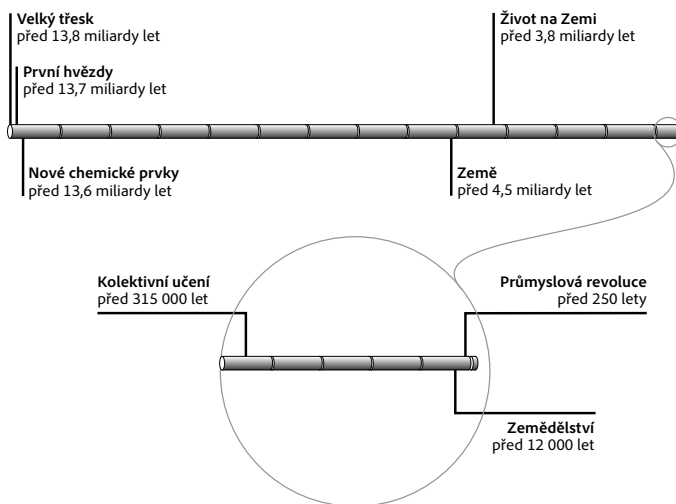 Velký třesk
před 13,8 miliardy let
Život na Zemi
před 3,8 miliardy let
První hvězdy
před 13,7 miliardy let
Nové chemické prvky
před 13,6 miliardy let
Země
před 4,5 miliardy let
Kolektivní učení
před 315 000 let
Průmyslová revoluce
před 250 lety
Zemědělství
před 12 000 let